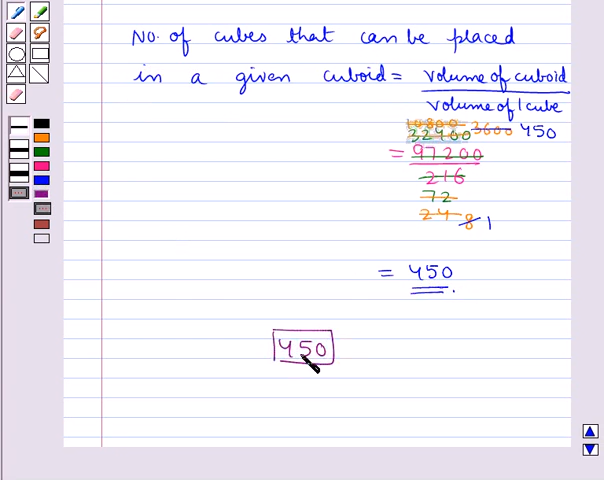 No. of cubes that can be placed
in a given cuboid = volume of cuboid
volume of 1 cube
10800
32400 3600 450
= 97200
216
72
24 8 1
= 450.
450